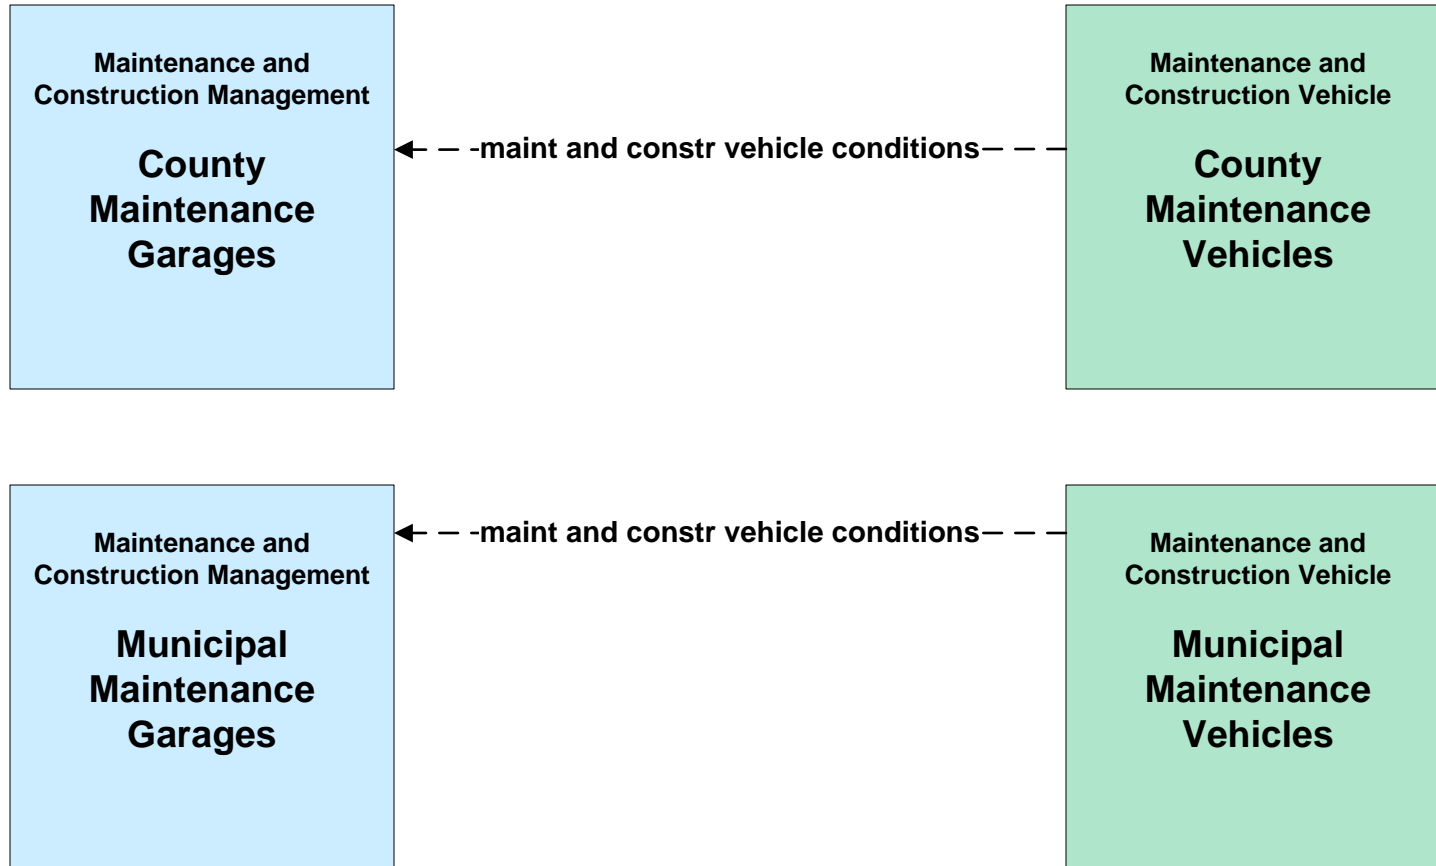 Maintenance and
Construction Management
County
Maintenance
Garages
maint and constr vehicle conditions
Maintenance and
Construction Vehicle
County
Maintenance
Vehicles
Maintenance and
Construction Management
Municipal
Maintenance
Garages
maint and constr vehicle conditions
Maintenance and
Construction Vehicle
Municipal
Maintenance
Vehicles